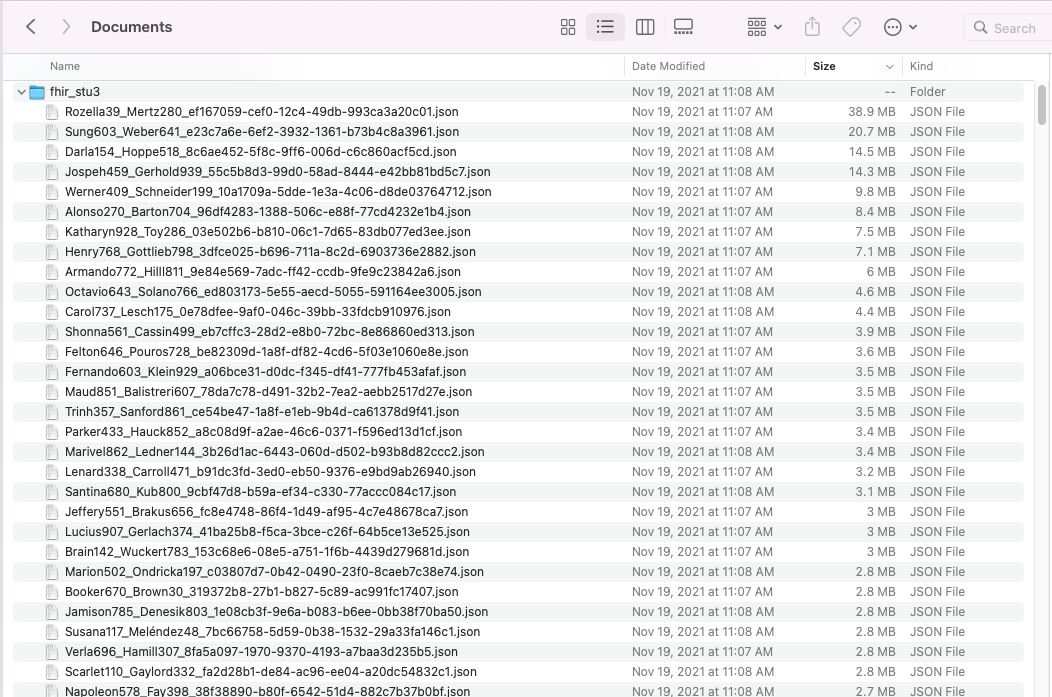 Documents
Search
Name Date Modified Size Kind
fhir_stu3 Nov 19, 2021 at 11:08 AM -- Folder
Rozella39_Mertz280_ef167059-cef0-12c4-49db-993ca3a20c01.json Nov 19, 2021 at 11:07 AM 38.9 MB JSON File
Sung603_Weber641_e23c7a6e-6ef2-3932-1361-b73b4c8a3961.json Nov 19, 2021 at 11:08 AM 20.7 MB JSON File
Darla154_Hoppe518_8c6ae452-5f8c-9ff6-006d-c6c860acf5cd.json Nov 19, 2021 at 11:08 AM 14.5 MB JSON File
Jospeh459_Gerhold939_55c5b8d3-99d0-58ad-8444-e42bb81bd5c7.json Nov 19, 2021 at 11:08 AM 14.3 MB JSON File
Werner409_Schneider199_10a1709a-5dde-1e3a-4c06-d8de03764712.json Nov 19, 2021 at 11:07 AM 9.8 MB JSON File
Alonso270_Barton704_96df4283-1388-506c-e88f-77cd4232e1b4.json Nov 19, 2021 at 11:08 AM 8.4 MB JSON File
Katharyn928_Toy286_03e502b6-b810-06c1-7d65-83db077ed3ee.json Nov 19, 2021 at 11:07 AM 7.5 MB JSON File
Henry768_Gottlieb798_3dfce025-b696-711a-8c2d-6903736e2882.json Nov 19, 2021 at 11:07 AM 7.1 MB JSON File
Armando772_Hilll811_9e84e569-7adc-ff42-ccdb-9fe9c23842a6.json Nov 19, 2021 at 11:07 AM 6 MB JSON File
Octavio643_Solano766_ed803173-5e55-aecd-5055-591164ee3005.json Nov 19, 2021 at 11:08 AM 4.6 MB JSON File
Carol737_Lesch175_0e78dfee-9af0-046c-39bb-33fdcb910976.json Nov 19, 2021 at 11:08 AM 4.4 MB JSON File
Shonna561_Cassin499_eb7cffc3-28d2-e8b0-72bc-8e86860ed313.json Nov 19, 2021 at 11:07 AM 3.9 MB JSON File
Felton646_Pouros728_be82309d-1a8f-df82-4cd6-5f03e1060e8e.json Nov 19, 2021 at 11:07 AM 3.6 MB JSON File
Fernando603_Klein929_a06bce31-d0dc-f345-df41-777fb453afaf.json Nov 19, 2021 at 11:07 AM 3.5 MB JSON File
Maud851_Balistreri607_78da7c78-d491-32b2-7ea2-aebb2517d27e.json Nov 19, 2021 at 11:07 AM 3.5 MB JSON File
Trinh357_Sanford861_ce54be47-1a8f-e1eb-9b4d-ca61378d9f41.json Nov 19, 2021 at 11:07 AM 3.5 MB JSON File
Parker433_Hauck852_a8c08d9f-a2ae-46c6-0371-f596ed13d1cf.json Nov 19, 2021 at 11:07 AM 3.4 MB JSON File
Marivel862_Ledner144_3b26d1ac-6443-060d-d502-b93b8d82ccc2.json Nov 19, 2021 at 11:08 AM 3.4 MB JSON File
Lenard338_Carroll471_b91dc3fd-3ed0-eb50-9376-e9bd9ab26940.json Nov 19, 2021 at 11:07 AM 3.2 MB JSON File
Santina680_Kub800_9cbf47d8-b59a-ef34-c330-77accc084c17.json Nov 19, 2021 at 11:08 AM 3.1 MB JSON File
Jeffery551_Brakus656_fc8e4748-86f4-1d49-af95-4c7e48678ca7.json Nov 19, 2021 at 11:07 AM 3 MB JSON File
Lucius907_Gerlach374_41ba25b8-f5ca-3bce-c26f-64b5ce13e525.json Nov 19, 2021 at 11:07 AM 3 MB JSON File
Brain142_Wuckert783_153c68e6-08e5-a751-1f6b-4439d279681d.json Nov 19, 2021 at 11:07 AM 3 MB JSON File
Marion502_Ondricka197_c03807d7-0b42-0490-23f0-8caeb7c38e74.json Nov 19, 2021 at 11:08 AM 2.8 MB JSON File
Booker670_Brown30_319372b8-27b1-b827-5c89-ac991fc17407.json Nov 19, 2021 at 11:07 AM 2.8 MB JSON File
Jamison785_Denesik803_1e08cb3f-9e6a-b083-b6ee-0bb38f70ba50.json Nov 19, 2021 at 11:08 AM 2.8 MB JSON File
Susana117_Meléndez48_7bc66758-5d59-0b38-1532-29a33fa146c1.json Nov 19, 2021 at 11:08 AM 2.8 MB JSON File
Verla696_Hamill307_8fa5a097-1970-9370-4193-a7baa3d235b5.json Nov 19, 2021 at 11:07 AM 2.8 MB JSON File
Scarlet110_Gaylord332_fa2d28b1-de84-ac96-ee04-a20dc54832c1.json Nov 19, 2021 at 11:08 AM 2.8 MB JSON File
Napoleon578_Fay398_38f38890-b80f-6542-51d4-882c7b37b0bf.json Nov 19, 2021 at 11:07 AM 2.7 MB JSON File